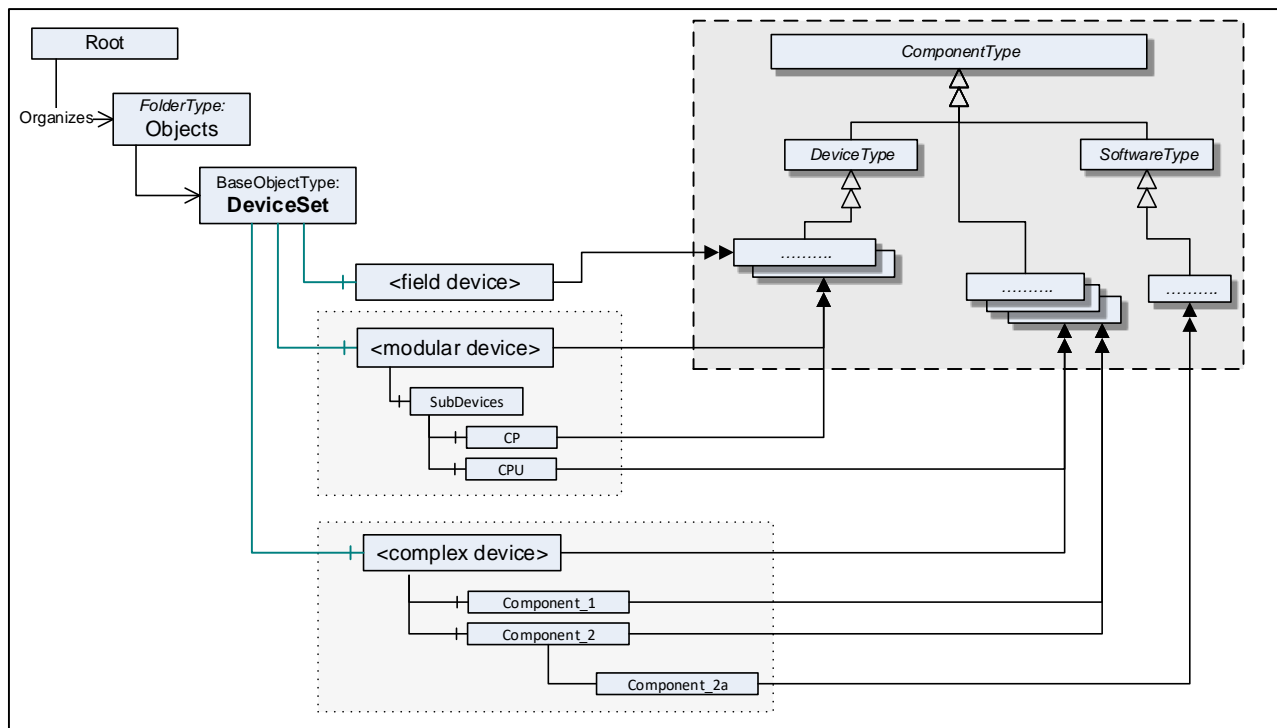 Root
Organizes
FolderType:
Objects
BaseObjectType:
DeviceSet
<field device>
<modular device>
SubDevices
CP
CPU
<complex device>
Component_1
Component_2
Component_2a
ComponentType
DeviceType
SoftwareType
..........
..........
..........